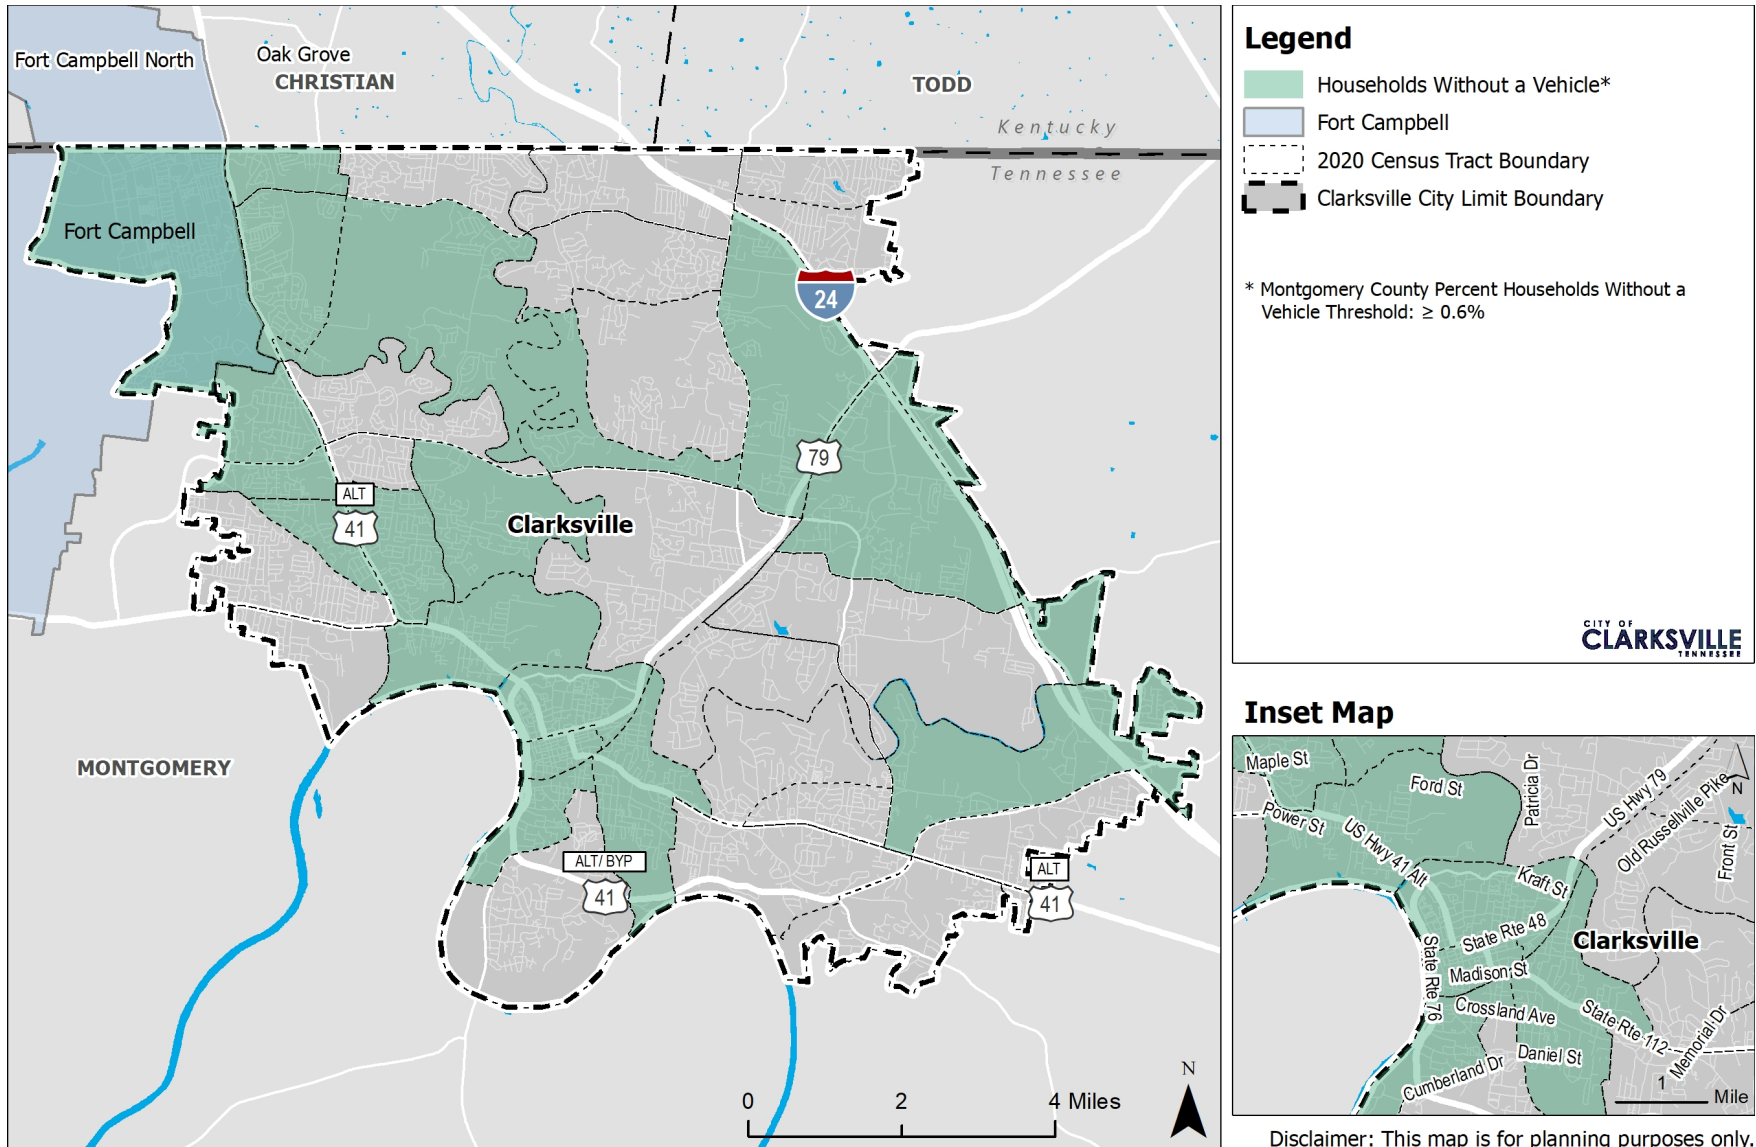 Fort Campbell North
Oak Grove
CHRISTIAN
TODD
Kentucky
Tennessee
Fort Campbell
24
79
ALT
41
Clarksville
MONTGOMERY
ALT/ BYP
41
ALT
41
N
0 2 4 Miles
Legend
Households Without a Vehicle*
Fort Campbell
2020 Census Tract Boundary
Clarksville City Limit Boundary
* Montgomery County Percent Households Without a
Vehicle Threshold: ≥ 0.6%
CITY OF
CLARKSVILLE
TENNESSEE
Inset Map
Maple St
Ford St
Patricia Dr
US Hwy 79
N
Power St
US Hwy 41 Alt
Old Russellville Pike
Front St
Kraft St
State Rte 48
Clarksville
State Rte 76
Madison St
Crossland Ave
State Rte 112
Memorial Dr
Daniel St
Cumberland Dr
1
Mile
Disclaimer: This map is for planning purposes only.